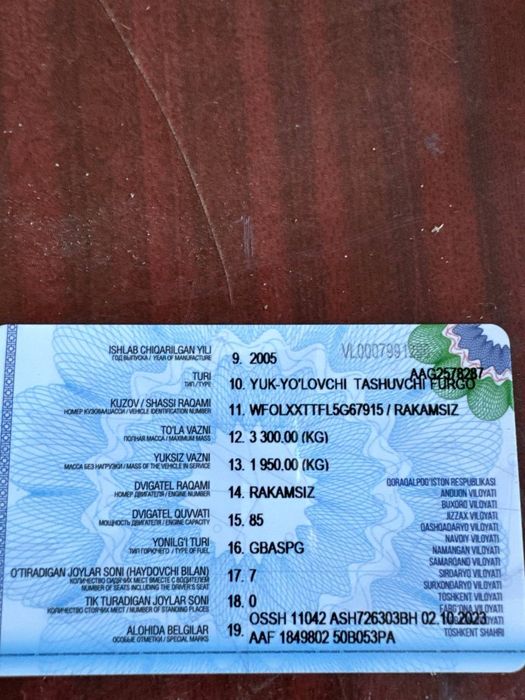 ISHLAB CHIQARILGAN YILI
ГОД ВЫПУСКА / YEAR OF MANUFACTURE
9. 2005
AAG2578287
TURI
ТИП / TYPE
10. YUK-YO'LOVCHI TASHUVCHI FURGO
KUZOV / SHASSI RAQAMI
НОМЕР КУЗОВА/ШАССИ / VEHICLE IDENTIFICATION NUMBER
11. WFOLXXTTFL5G67915 / RAKAMSIZ
TO'LA VAZNI
ПОЛНАЯ МАССА / MAXIMUM MASS
12. 3 300.00 (KG)
YUKSIZ VAZNI
МАССА БЕЗ НАГРУЗКИ / MASS OF THE VEHICLE IN SERVICE
13. 1 950.00 (KG)
DVIGATEL RAQAMI
НОМЕР ДВИГАТЕЛЯ / ENGINE NUMBER
14. RAKAMSIZ
DVIGATEL QUVVATI
МОЩНОСТЬ ДВИГАТЕЛЯ / ENGINE CAPACITY
15. 85
YONILG'I TURI
ТИП ГОРЮЧЕГО / TYPE OF FUEL
16. GBASPG
O'TIRADIGAN JOYLAR SONI (HAYDOVCHI BILAN)
КОЛИЧЕСТВО СИДЯЧИХ МЕСТ ВМЕСТЕ С ВОДИТЕЛЕМ
NUMBER OF SEATS INCLUDING THE DRIVER'S SEAT
17. 7
TIK TURADIGAN JOYLAR SONI
КОЛИЧЕСТВО СТОЯЧИХ МЕСТ / NUMBER OF STANDING PLACES
18. 0
ALOHIDA BELGILAR
ОСОБЫЕ ОТМЕТКИ / SPECIAL MARKS
19. OSSH 11042 ASH726303BH 02.10.2023
AAF 1849802 50B053PA
QORAQALPOG'ISTON RESPUBLIKASI
ANDIJON VILOYATI
BUXORO VILOYATI
JIZZAX VILOYATI
QASHQADARYO VILOYATI
NAVOIY VILOYATI
NAMANGAN VILOYATI
SAMARQAND VILOYATI
SIRDARYO VILOYATI
SURXONDARYO VILOYATI
TOSHKENT VILOYATI
FARG'ONA VILOYATI
TOSHKENT SHAHRI